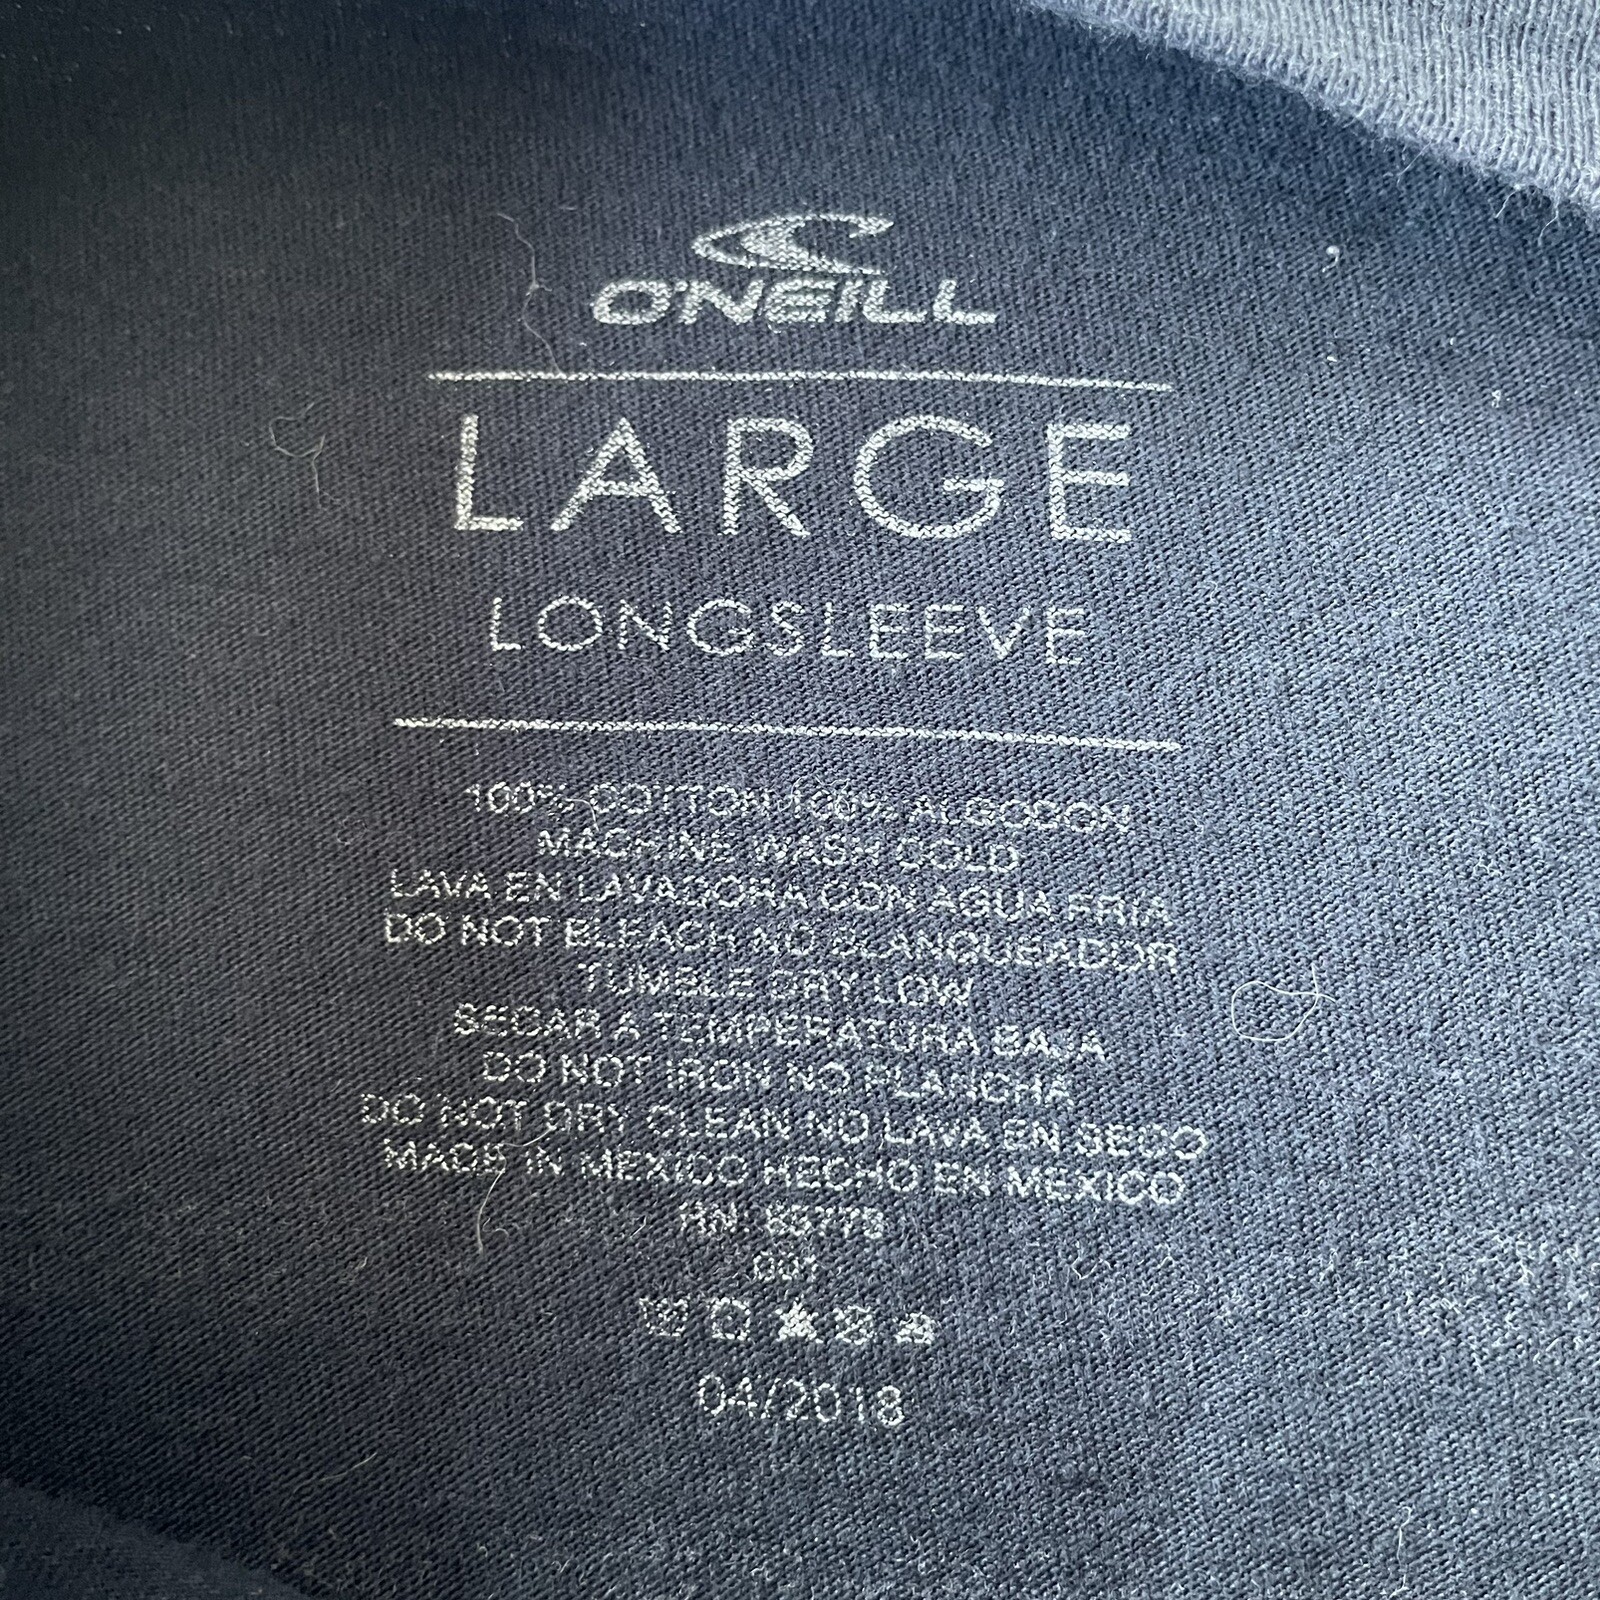 O'NEILL
LARGE
LONGSLEEVE
100% COTTON 100% ALGODON
MACHINE WASH COLD
LAVA EN LAVADORA CON AGUA FRIA
DO NOT BLEACH NO BLANQUEADOR
TUMBLE DRY LOW
SECAR A TEMPERATURA BAJA
DO NOT IRON NO PLANCHA
DO NOT DRY CLEAN NO LAVA EN SECO
MADE IN MEXICO HECHO EN MEXICO
RN:
001
04/2018